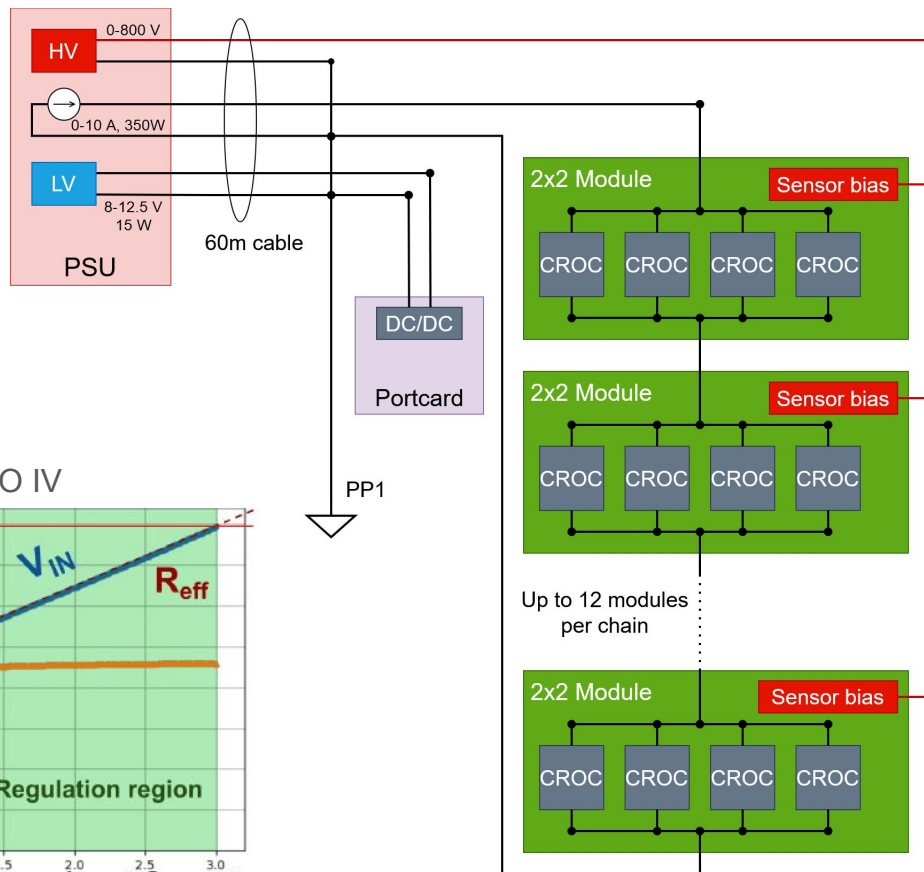 0-800 V
HV
0-10 A, 350W
LV
8-12.5 V
15 W
PSU
60m cable
DC/DC
Portcard
PP1
2x2 Module
Sensor bias
CROC CROC CROC CROC
2x2 Module
Sensor bias
CROC CROC CROC CROC
Up to 12 modules
per chain
2x2 Module
Sensor bias
CROC CROC CROC CROC
O IV
VIN
Reff
Regulation region
.5 2.0 2.5 3.0